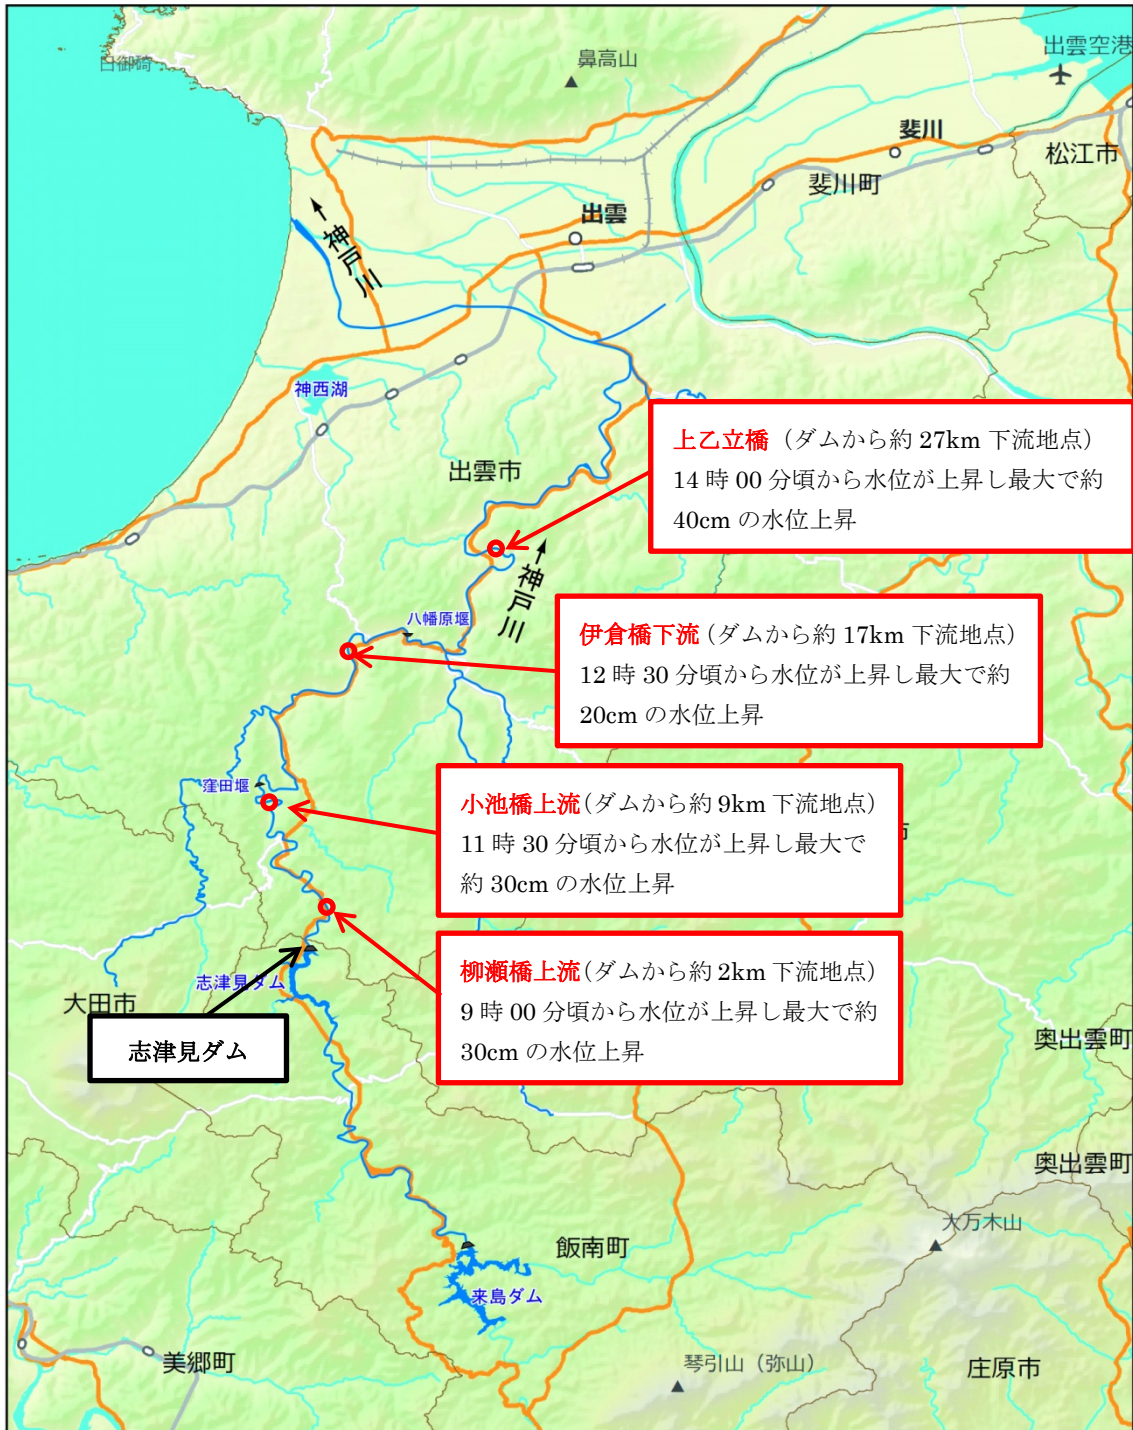 日御碕
鼻高山
出雲空港
斐川
松江市
斐川町
出雲
←神戸川
神西湖
上乙立橋（ダムから約 27km 下流地点）
14 時 00 分頃から水位が上昇し最大で約
40cm の水位上昇
出雲市
←神戸川
八幡原堰
伊倉橋下流（ダムから約 17km 下流地点）
12 時 30 分頃から水位が上昇し最大で約
20cm の水位上昇
窪田堰
小池橋上流（ダムから約 9km 下流地点）
11 時 30 分頃から水位が上昇し最大で
約 30cm の水位上昇
柳瀬橋上流（ダムから約 2km 下流地点）
9 時 00 分頃から水位が上昇し最大で約
30cm の水位上昇
志津見ダム
大田市
志津見ダム
奥出雲町
奥出雲町
大万木山
飯南町
来島ダム
美郷町
琴引山（弥山）
庄原市